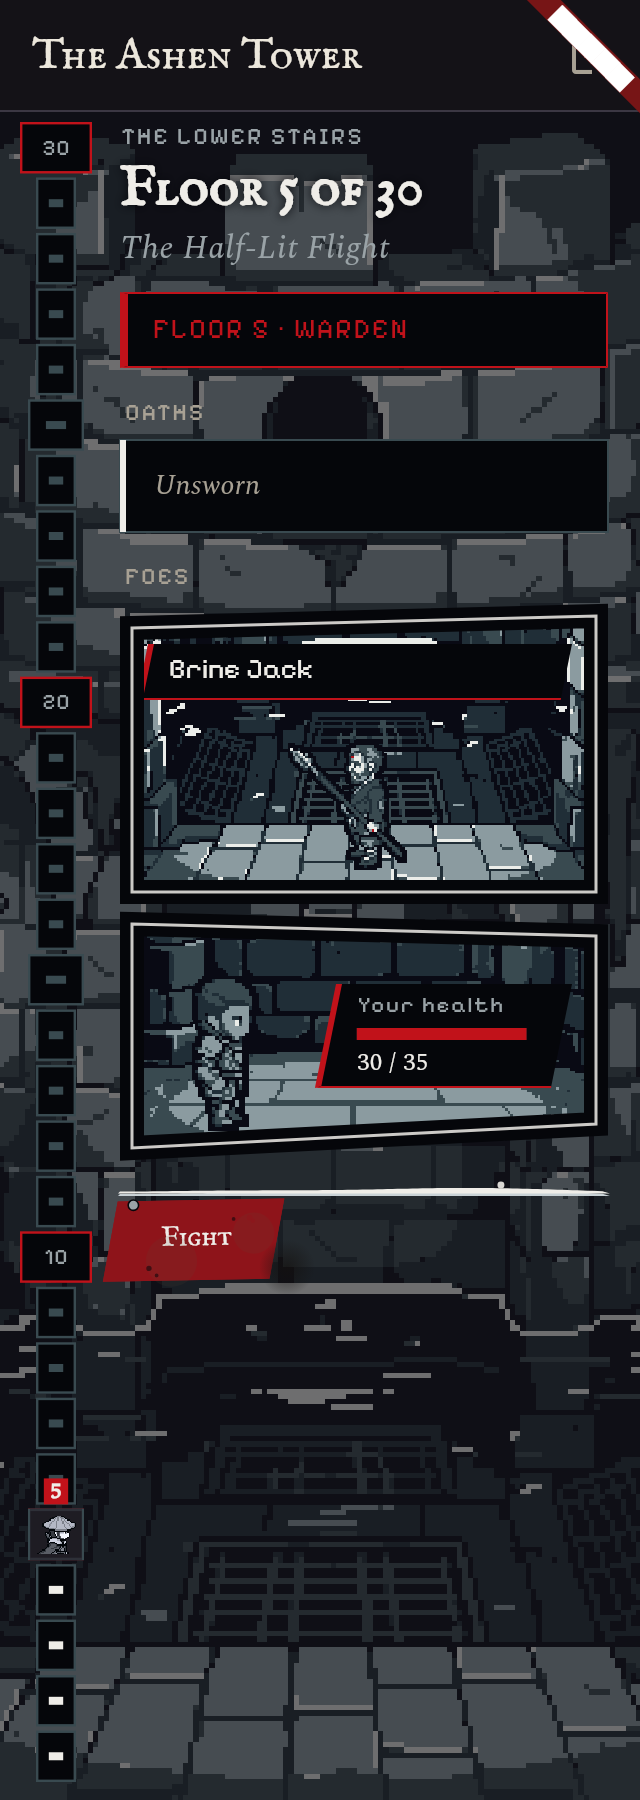 The Ashen Tower
30
THE LOWER STAIRS
Floor 5 of 30
The Half-Lit Flight
FLOOR 5 · WARDEN
OATHS
Unsworn
FOES
20
Brine Jack
Your health
30 / 35
Fight
10
5